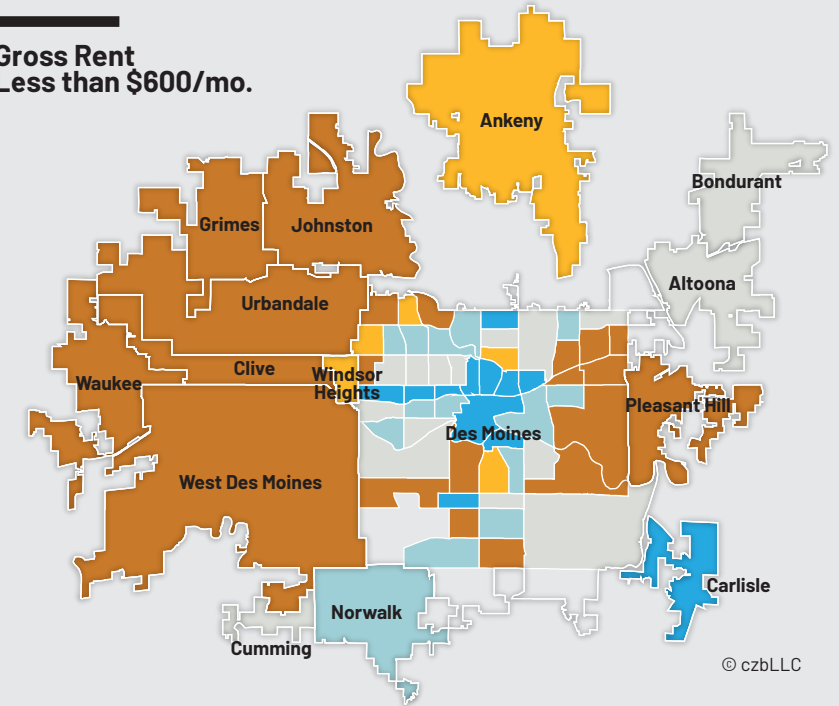 Gross Rent
Less than $600/mo.
Ankeny
Bondurant
Grimes
Johnston
Altoona
Urbandale
Clive
Windsor
Heights
Waukee
Pleasant Hill
Des Moines
West Des Moines
Carlisle
Norwalk
Cumming
© czbLLC